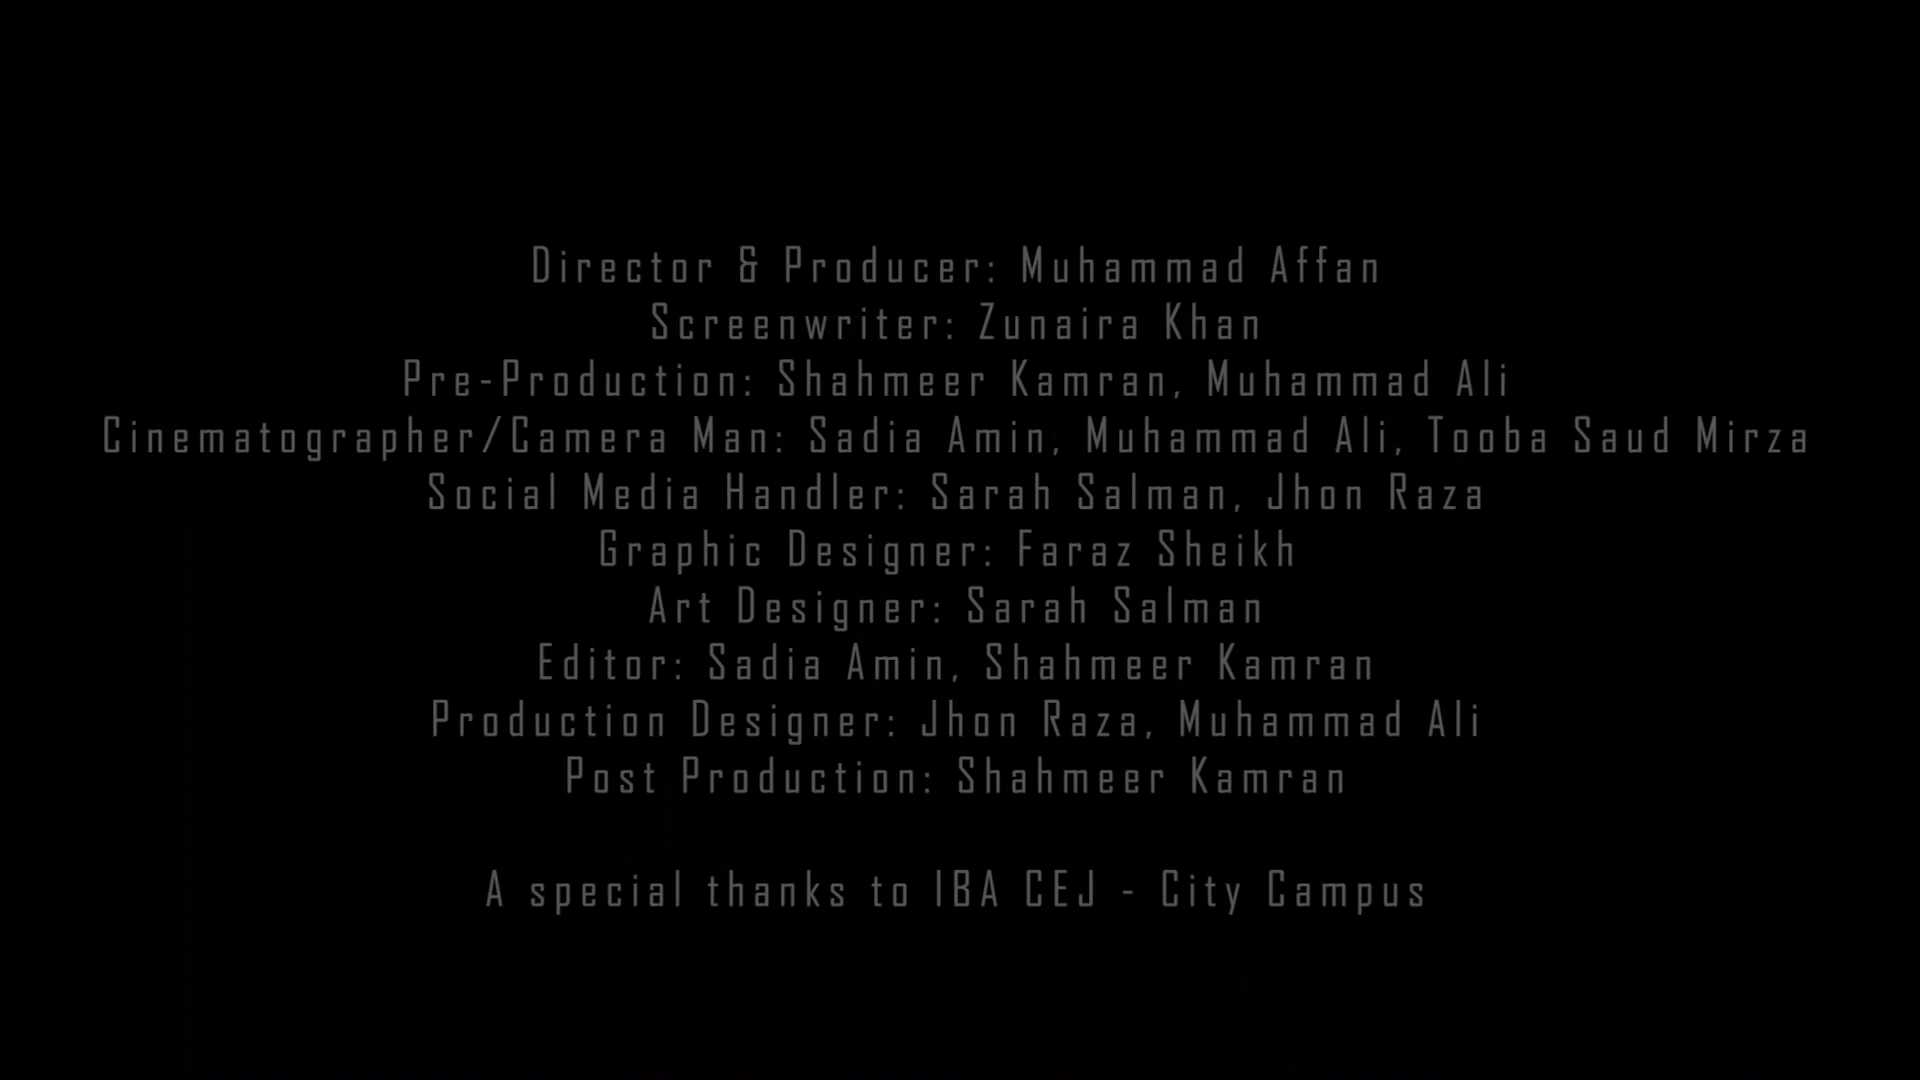 Director & Producer: Muhammad Affan
Screenwriter: Zunaira Khan
Pre-Production: Shahmeer Kamran, Muhammad Ali
Cinematographer/Camera Man: Sadia Amin, Muhammad Ali, Tooba Saud Mirza
Social Media Handler: Sarah Salman, Jhon Raza
Graphic Designer: Faraz Sheikh
Art Designer: Sarah Salman
Editor: Sadia Amin, Shahmeer Kamran
Production Designer: Jhon Raza, Muhammad Ali
Post Production: Shahmeer Kamran
A special thanks to IBA CEJ - City Campus